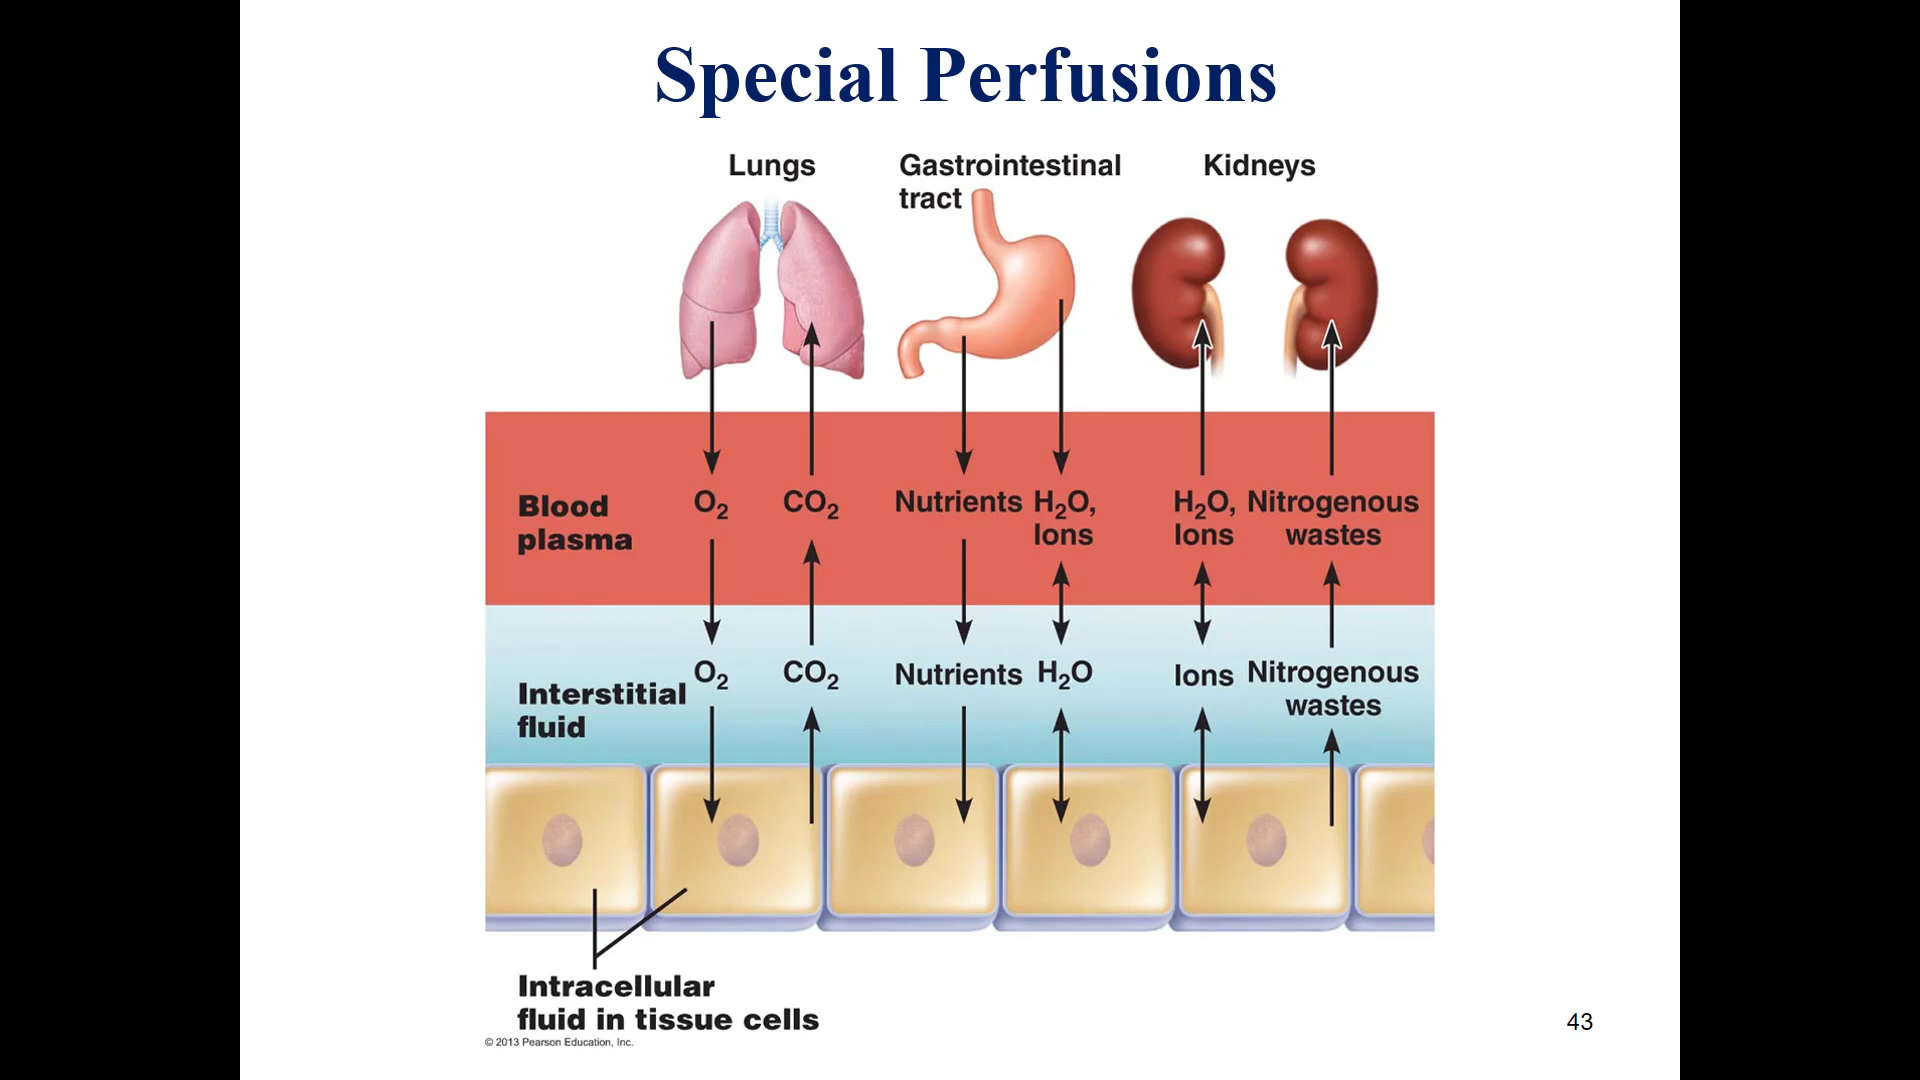 Special Perfusions
Lungs
Gastrointestinal
tract
Kidneys
Blood
plasma
O₂
CO₂
Nutrients
H₂O,
Ions
H₂O,
Ions
Nitrogenous
wastes
Interstitial
fluid
O₂
CO₂
Nutrients
H₂O
Ions
Nitrogenous
wastes
Intracellular
fluid in tissue cells
© 2013 Pearson Education, Inc.
43